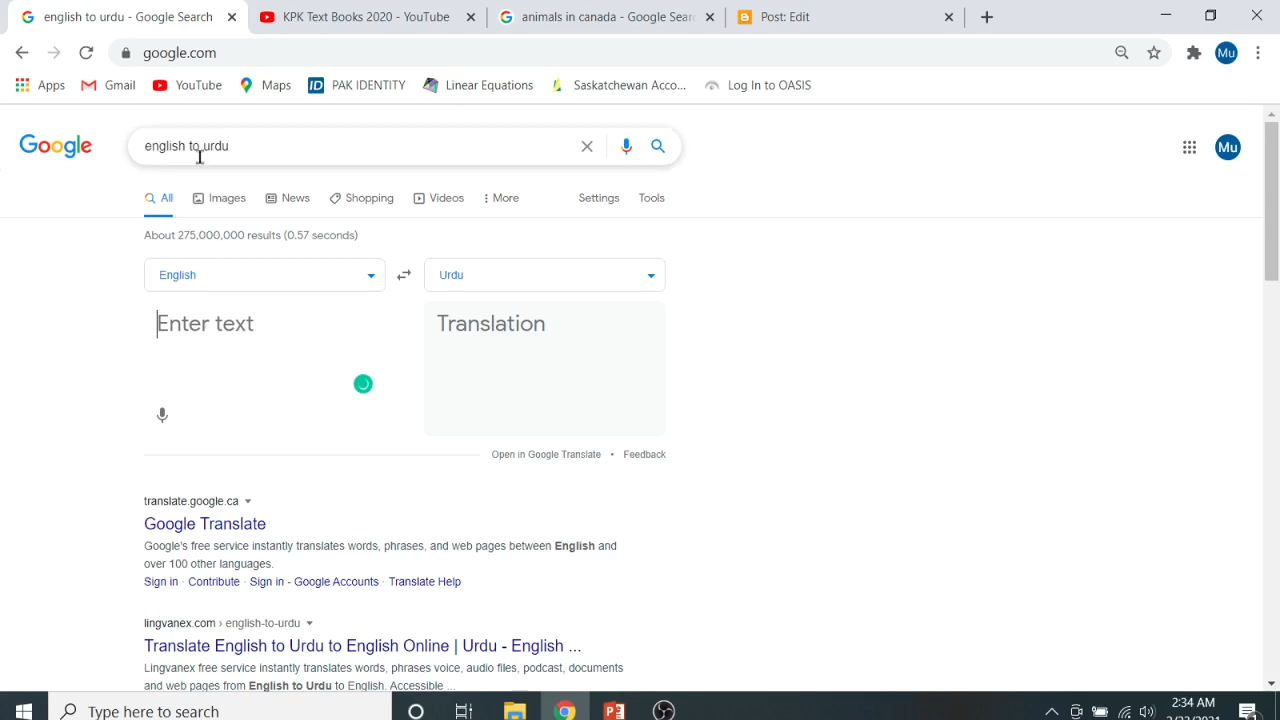 english to urdu - Google Search
KPK Text Books 2020 - YouTube
animals in canada - Google Sear
Post: Edit
google.com
Mu
Apps
Gmail
YouTube
Maps
ID PAK IDENTITY
Linear Equations
Saskatchewan Acco...
Log In to OASIS
Google
english to urdu
Mu
All
Images
News
Shopping
Videos
More
Settings
Tools
About 275,000,000 results (0.57 seconds)
English
Urdu
Enter text
Translation
Open in Google Translate • Feedback
translate.google.ca
Google Translate
Google's free service instantly translates words, phrases, and web pages between English and
over 100 other languages.
Sign in · Contribute · Sign in - Google Accounts · Translate Help
lingvanex.com › english-to-urdu
Translate English to Urdu to English Online | Urdu - English ...
Lingvanex free service instantly translates words, phrases voice, audio files, podcast, documents
and web pages from English to Urdu to English. Accessible ...
Type here to search
2:34 AM